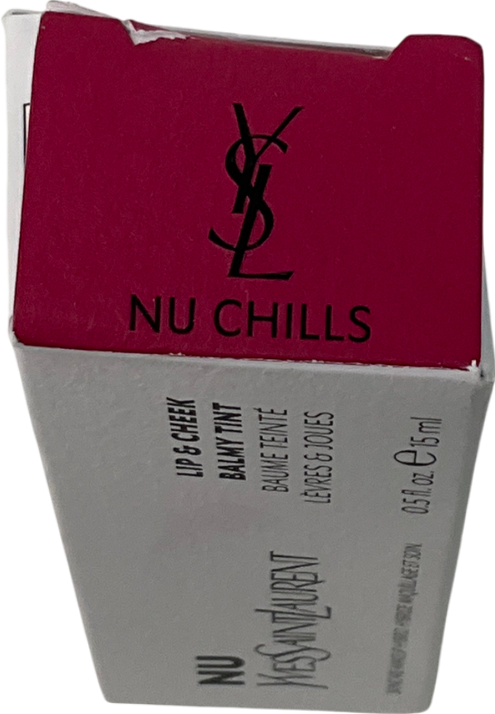 YSL
NU CHILLS
LIP & CHEEK
BALMY TINT
BAUME TEINTÉ
LÈVRES & JOUES
0.5 fl. oz. ℮ 15 ml
NU
YVESSAINTLAURENT